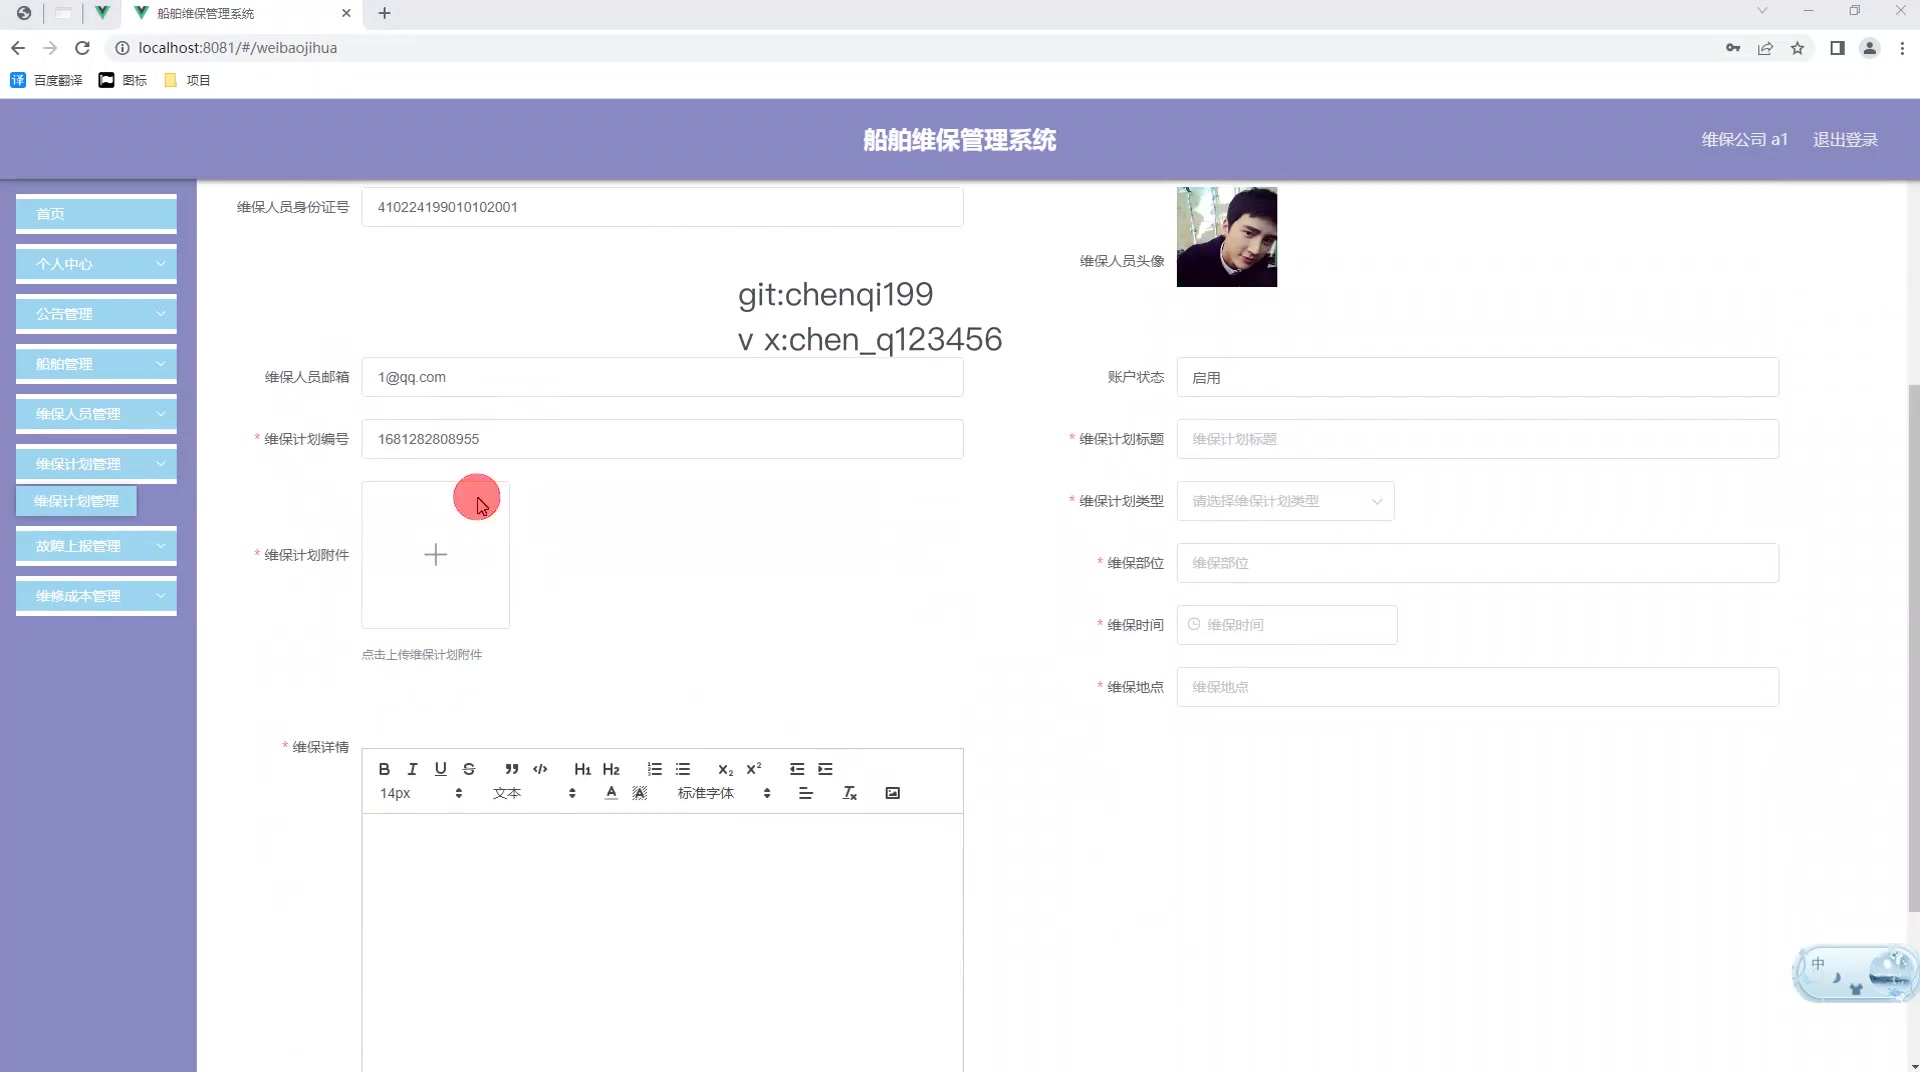 船舶维保管理系统
localhost:8081/#/weibaojihua
百度翻译 图标 项目
船舶维保管理系统
维保公司 a1 退出登录
首页
个人中心
公告管理
船舶管理
维保人员管理
维保计划管理
维保计划管理
故障上报管理
维修成本管理
维保人员身份证号 410224199010102001
维保人员头像
git:chenqi199
v x:chen_q123456
维保人员邮箱 1@qq.com
账户状态 启用
* 维保计划编号 1681282808955
* 维保计划标题 维保计划标题
* 维保计划附件
点击上传维保计划附件
* 维保计划类型 请选择维保计划类型
* 维保部位 维保部位
* 维保时间 维保时间
* 维保地点 维保地点
* 维保详情
B I U S H1 H2 X₂ X²
14px 文本 A A 标准字体 Tx
中